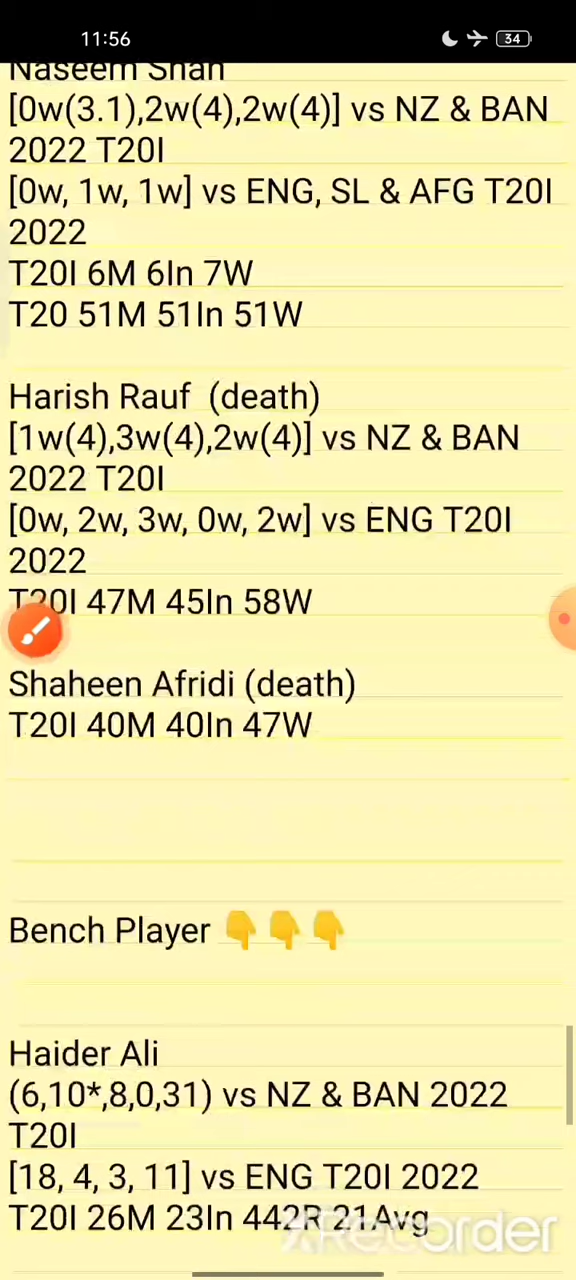 11:56
34
Naseem Shah
[0w(3.1),2w(4),2w(4)] vs NZ & BAN
2022 T20I
[0w, 1w, 1w] vs ENG, SL & AFG T20I
2022
T20I 6M 6In 7W
T20 51M 51In 51W
Harish Rauf (death)
[1w(4),3w(4),2w(4)] vs NZ & BAN
2022 T20I
[0w, 2w, 3w, 0w, 2w] vs ENG T20I
2022
T20I 47M 45In 58W
Shaheen Afridi (death)
T20I 40M 40In 47W
Bench Player 👇👇👇
Haider Ali
(6,10*,8,0,31) vs NZ & BAN 2022
T20I
[18, 4, 3, 11] vs ENG T20I 2022
T20I 26M 23In 442R 21Avg
XRecorder